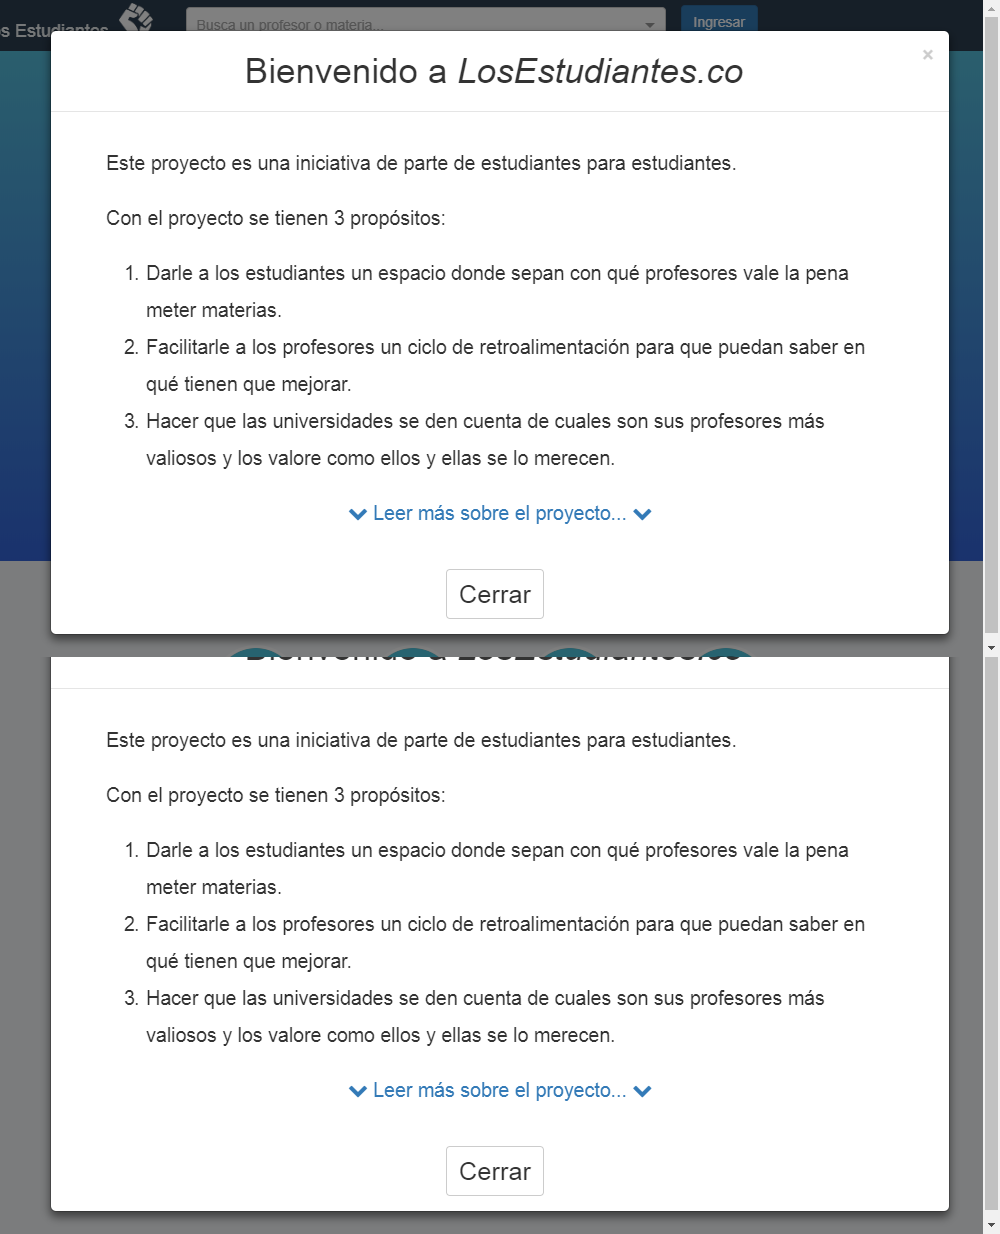 s Estudiantes
Busca un profesor o materia...
Ingresar
Bienvenido a LosEstudiantes.co
×
Este proyecto es una iniciativa de parte de estudiantes para estudiantes.
Con el proyecto se tienen 3 propósitos:
1. Darle a los estudiantes un espacio donde sepan con qué profesores vale la pena
meter materias.
2. Facilitarle a los profesores un ciclo de retroalimentación para que puedan saber en
qué tienen que mejorar.
3. Hacer que las universidades se den cuenta de cuales son sus profesores más
valiosos y los valore como ellos y ellas se lo merecen.
Leer más sobre el proyecto...
Cerrar
Bienvenido a LosEstudiantes.co
Este proyecto es una iniciativa de parte de estudiantes para estudiantes.
Con el proyecto se tienen 3 propósitos:
1. Darle a los estudiantes un espacio donde sepan con qué profesores vale la pena
meter materias.
2. Facilitarle a los profesores un ciclo de retroalimentación para que puedan saber en
qué tienen que mejorar.
3. Hacer que las universidades se den cuenta de cuales son sus profesores más
valiosos y los valore como ellos y ellas se lo merecen.
Leer más sobre el proyecto...
Cerrar